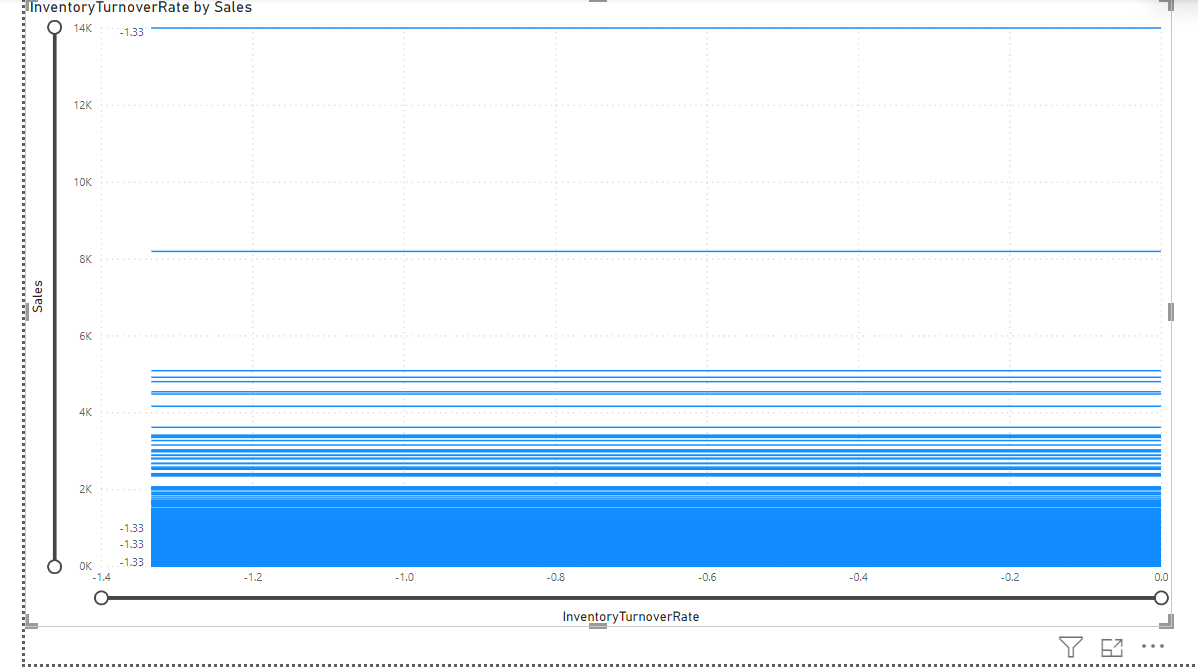 InventoryTurnoverRate by Sales
14K
-1.33
12K
10K
8K
Sales
6K
4K
2K
-1.33
-1.33
-1.33
0K
-1.4 -1.2 -1.0 -0.8 -0.6 -0.4 -0.2 0.0
InventoryTurnoverRate